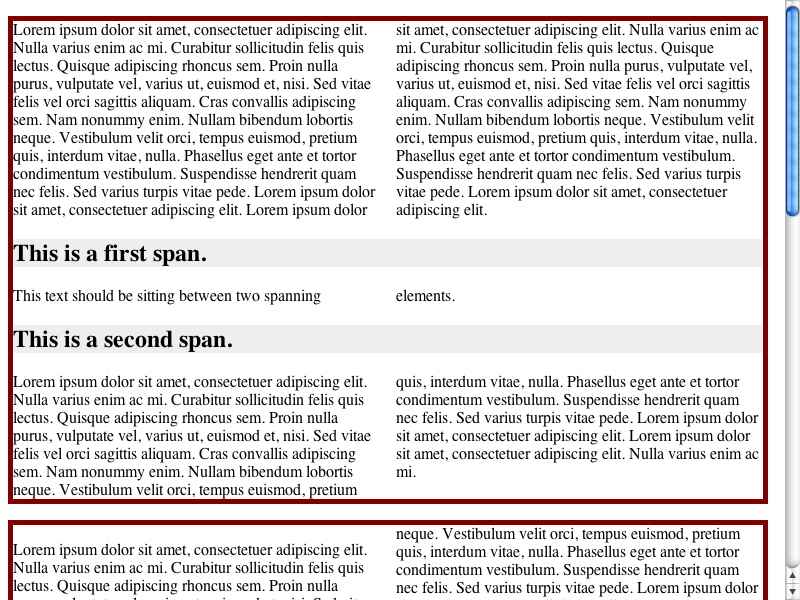 Lorem ipsum dolor sit amet, consectetuer adipiscing elit.
Nulla varius enim ac mi. Curabitur sollicitudin felis quis
lectus. Quisque adipiscing rhoncus sem. Proin nulla
purus, vulputate vel, varius ut, euismod et, nisi. Sed vitae
felis vel orci sagittis aliquam. Cras convallis adipiscing
sem. Nam nonummy enim. Nullam bibendum lobortis
neque. Vestibulum velit orci, tempus euismod, pretium
quis, interdum vitae, nulla. Phasellus eget ante et tortor
condimentum vestibulum. Suspendisse hendrerit quam
nec felis. Sed varius turpis vitae pede. Lorem ipsum dolor
sit amet, consectetuer adipiscing elit. Lorem ipsum dolor
sit amet, consectetuer adipiscing elit. Nulla varius enim ac
mi. Curabitur sollicitudin felis quis lectus. Quisque
adipiscing rhoncus sem. Proin nulla purus, vulputate vel,
varius ut, euismod et, nisi. Sed vitae felis vel orci sagittis
aliquam. Cras convallis adipiscing sem. Nam nonummy
enim. Nullam bibendum lobortis neque. Vestibulum velit
orci, tempus euismod, pretium quis, interdum vitae, nulla.
Phasellus eget ante et tortor condimentum vestibulum.
Suspendisse hendrerit quam nec felis. Sed varius turpis
vitae pede. Lorem ipsum dolor sit amet, consectetuer
adipiscing elit.
This is a first span.
This text should be sitting between two spanning
elements.
This is a second span.
Lorem ipsum dolor sit amet, consectetuer adipiscing elit.
Nulla varius enim ac mi. Curabitur sollicitudin felis quis
lectus. Quisque adipiscing rhoncus sem. Proin nulla
purus, vulputate vel, varius ut, euismod et, nisi. Sed vitae
felis vel orci sagittis aliquam. Cras convallis adipiscing
sem. Nam nonummy enim. Nullam bibendum lobortis
neque. Vestibulum velit orci, tempus euismod, pretium
quis, interdum vitae, nulla. Phasellus eget ante et tortor
condimentum vestibulum. Suspendisse hendrerit quam
nec felis. Sed varius turpis vitae pede. Lorem ipsum dolor
sit amet, consectetuer adipiscing elit. Lorem ipsum dolor
sit amet, consectetuer adipiscing elit. Nulla varius enim ac
mi.
Lorem ipsum dolor sit amet, consectetuer adipiscing elit.
Nulla varius enim ac mi. Curabitur sollicitudin felis quis
lectus. Quisque adipiscing rhoncus sem. Proin nulla
neque. Vestibulum velit orci, tempus euismod, pretium
quis, interdum vitae, nulla. Phasellus eget ante et tortor
condimentum vestibulum. Suspendisse hendrerit quam
nec felis. Sed varius turpis vitae pede. Lorem ipsum dolor